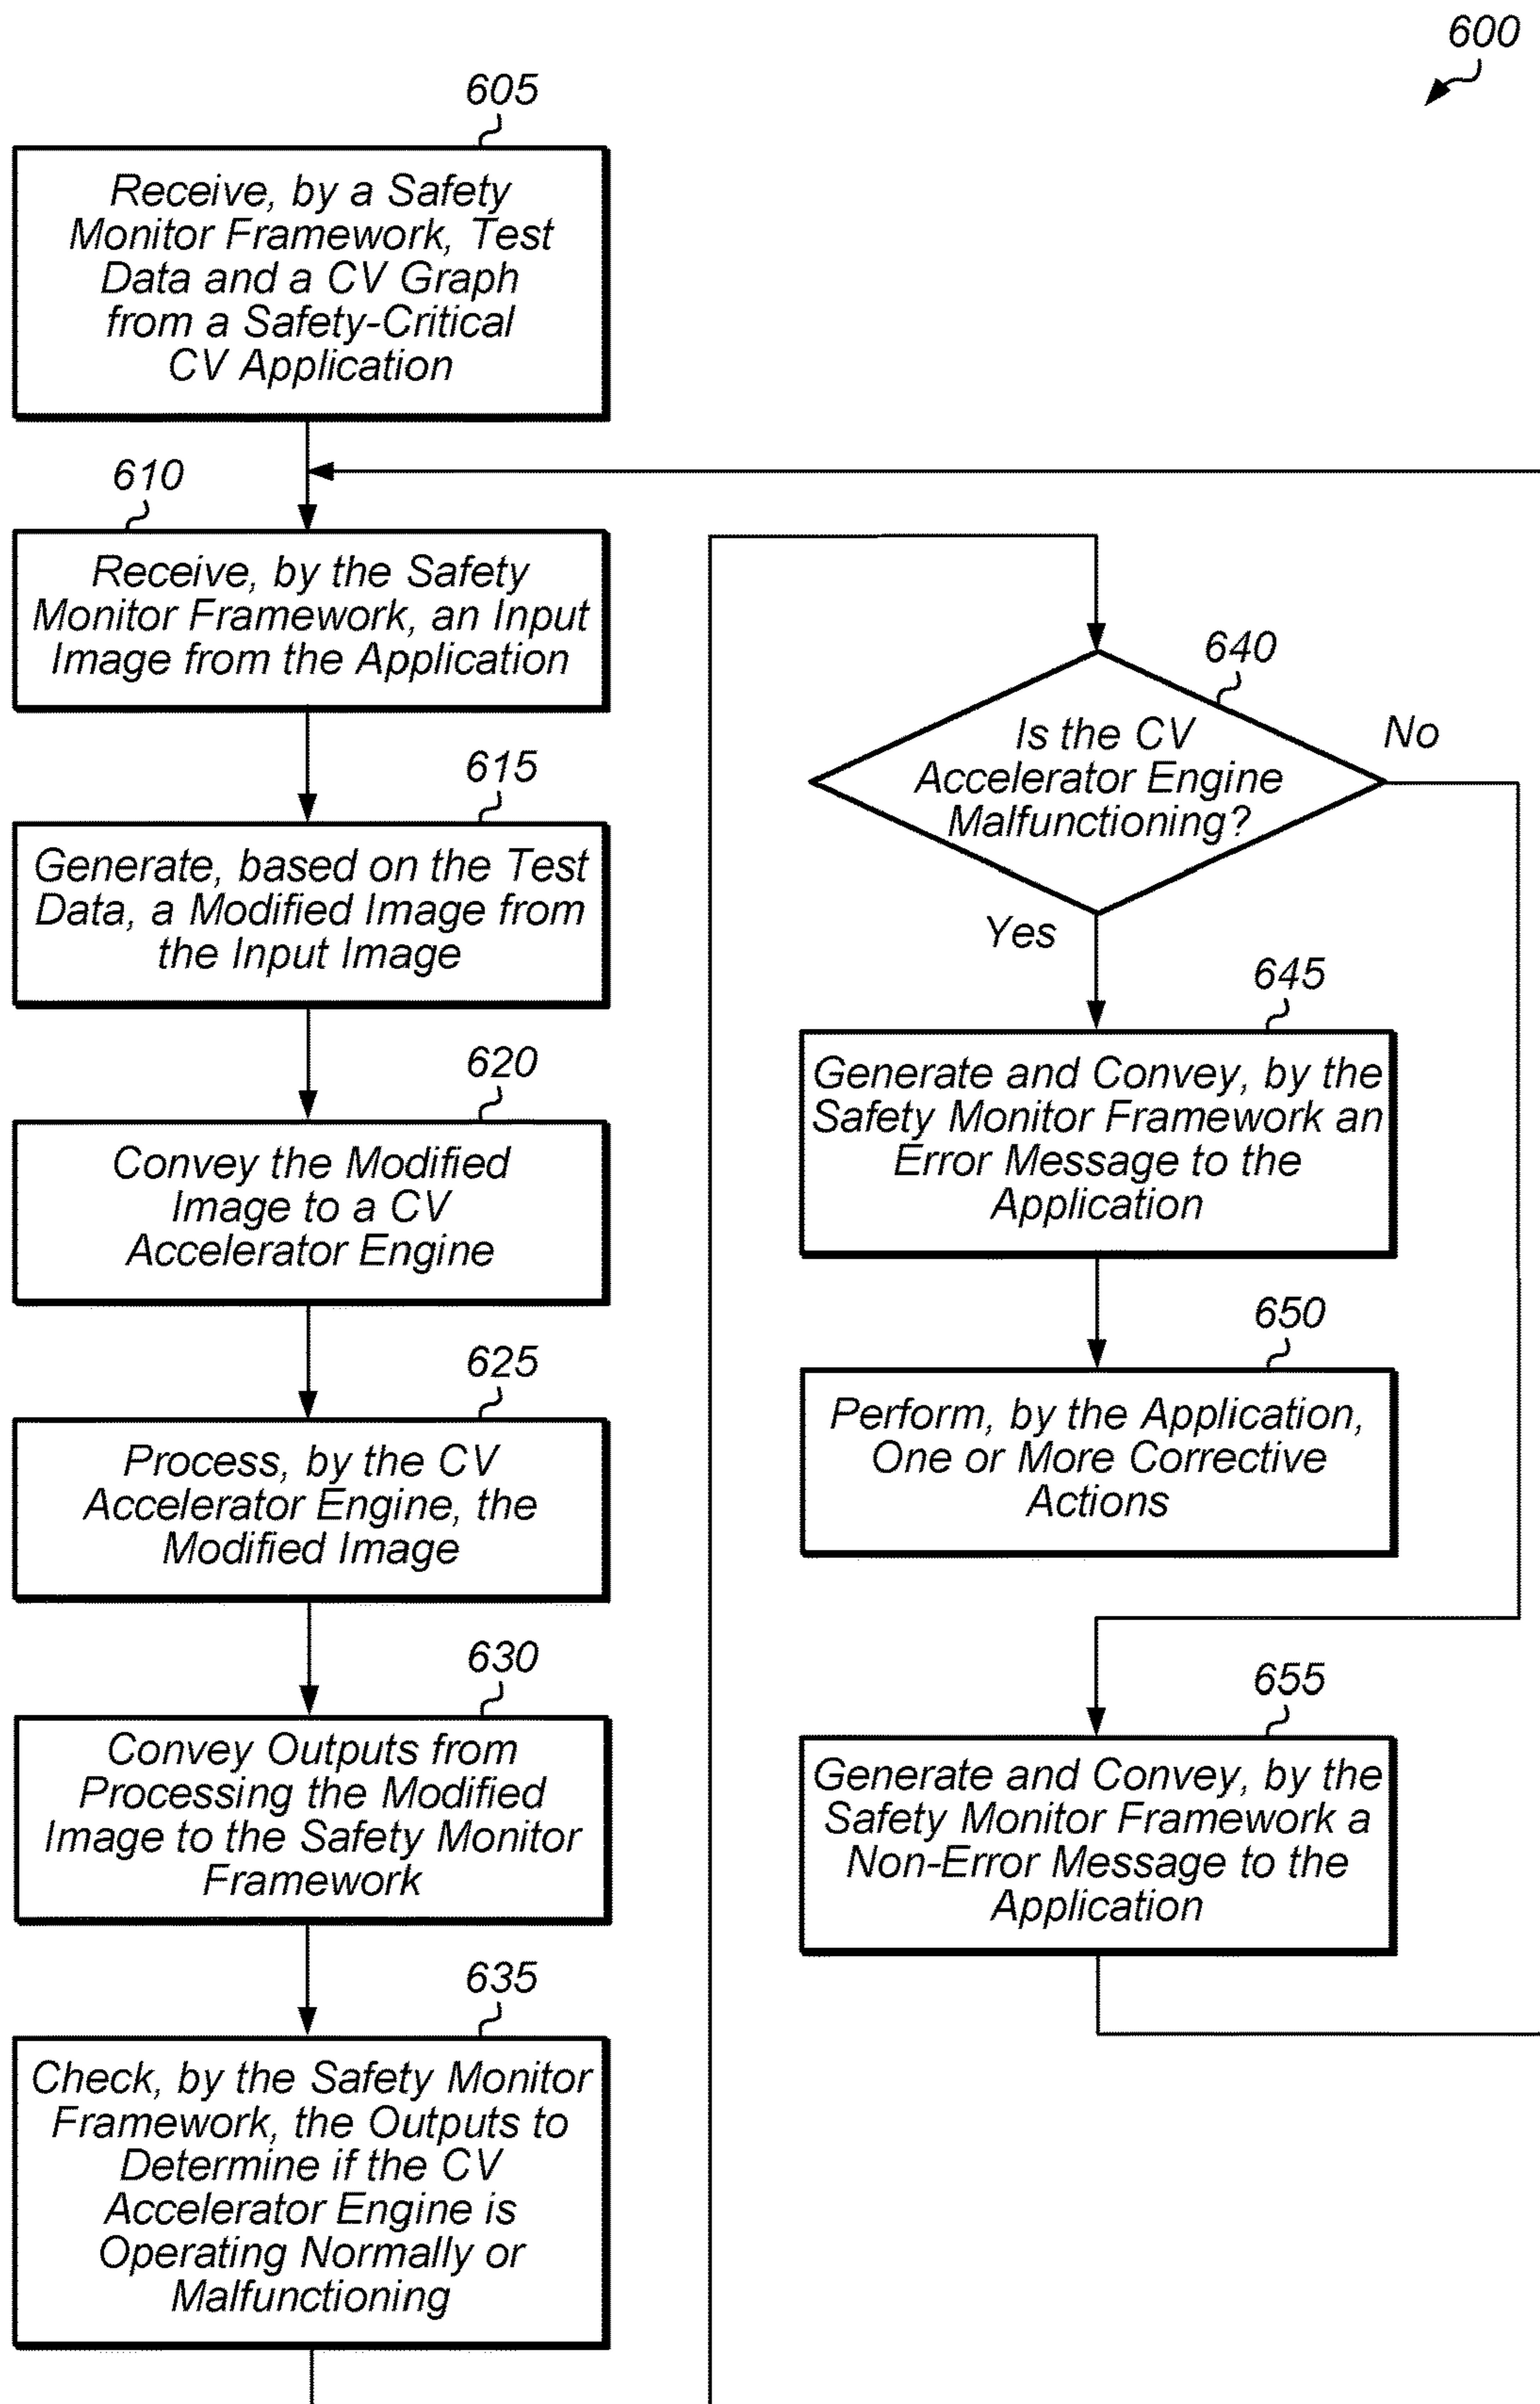 600
605
Receive, by a Safety
Monitor Framework, Test
Data and a CV Graph
from a Safety-Critical
CV Application
610
Receive, by the Safety
Monitor Framework, an Input
Image from the Application
615
Generate, based on the Test
Data, a Modified Image from
the Input Image
620
Convey the Modified
Image to a CV
Accelerator Engine
625
Process, by the CV
Accelerator Engine, the
Modified Image
630
Convey Outputs from
Processing the Modified
Image to the Safety Monitor
Framework
635
Check, by the Safety Monitor
Framework, the Outputs to
Determine if the CV
Accelerator Engine is
Operating Normally or
Malfunctioning
640
Is the CV
Accelerator Engine
Malfunctioning?
No
Yes
645
Generate and Convey, by the
Safety Monitor Framework an
Error Message to the
Application
650
Perform, by the Application,
One or More Corrective
Actions
655
Generate and Convey, by the
Safety Monitor Framework a
Non-Error Message to the
Application